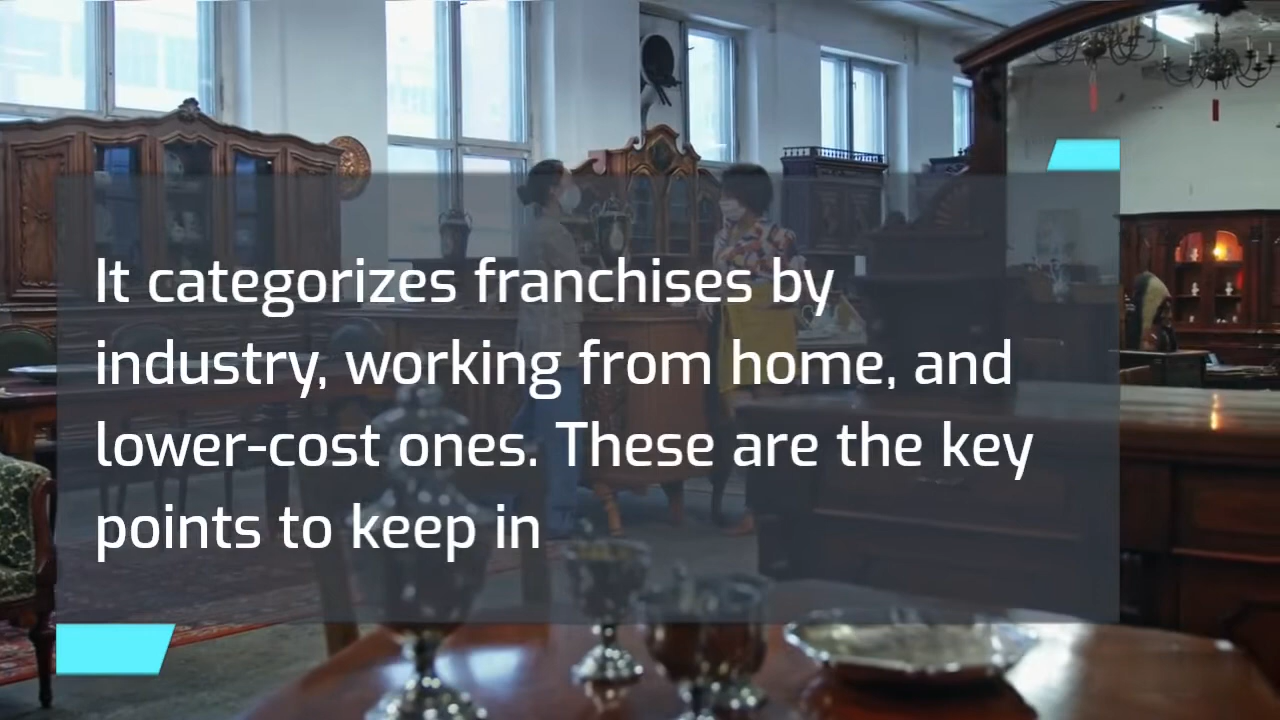 It categorizes franchises by
industry, working from home, and
lower-cost ones. These are the key
points to keep in